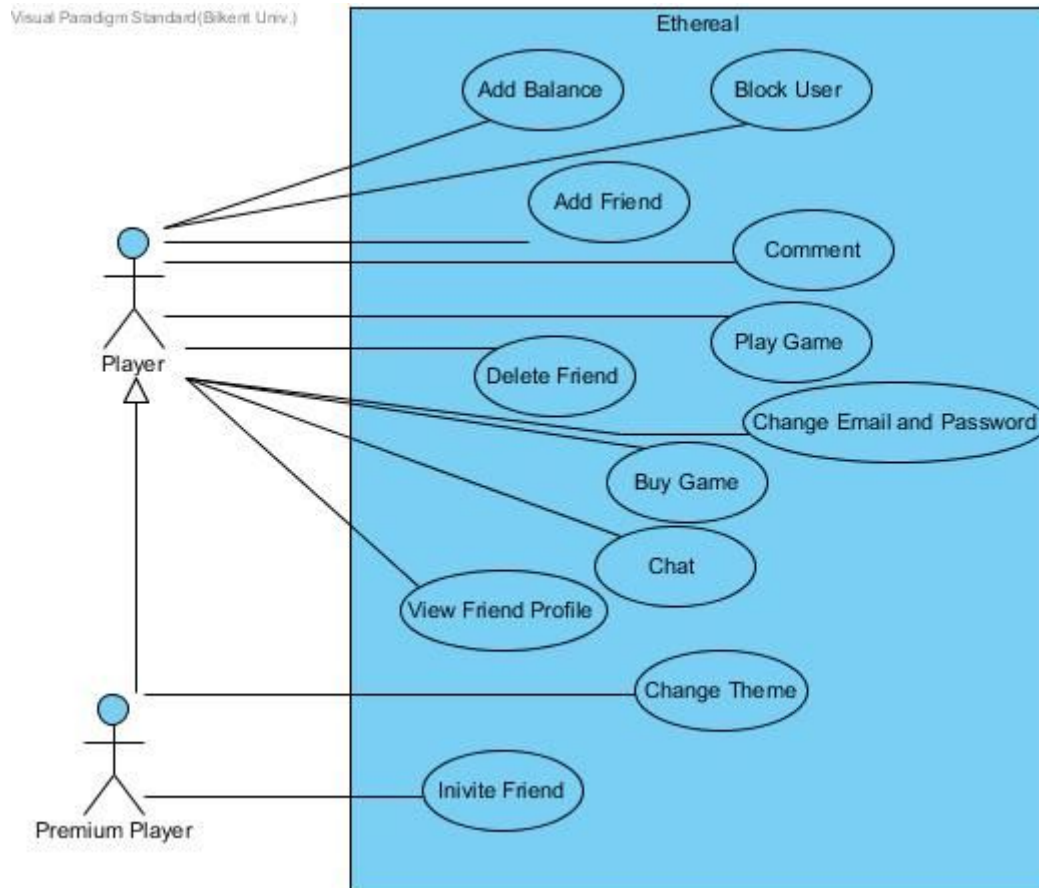 Visual Paradigm Standard(Bilkent Univ.)
Ethereal
Add Balance
Block User
Add Friend
Comment
Player
Play Game
Delete Friend
Change Email and Password
Buy Game
Chat
View Friend Profile
Change Theme
Inivite Friend
Premium Player